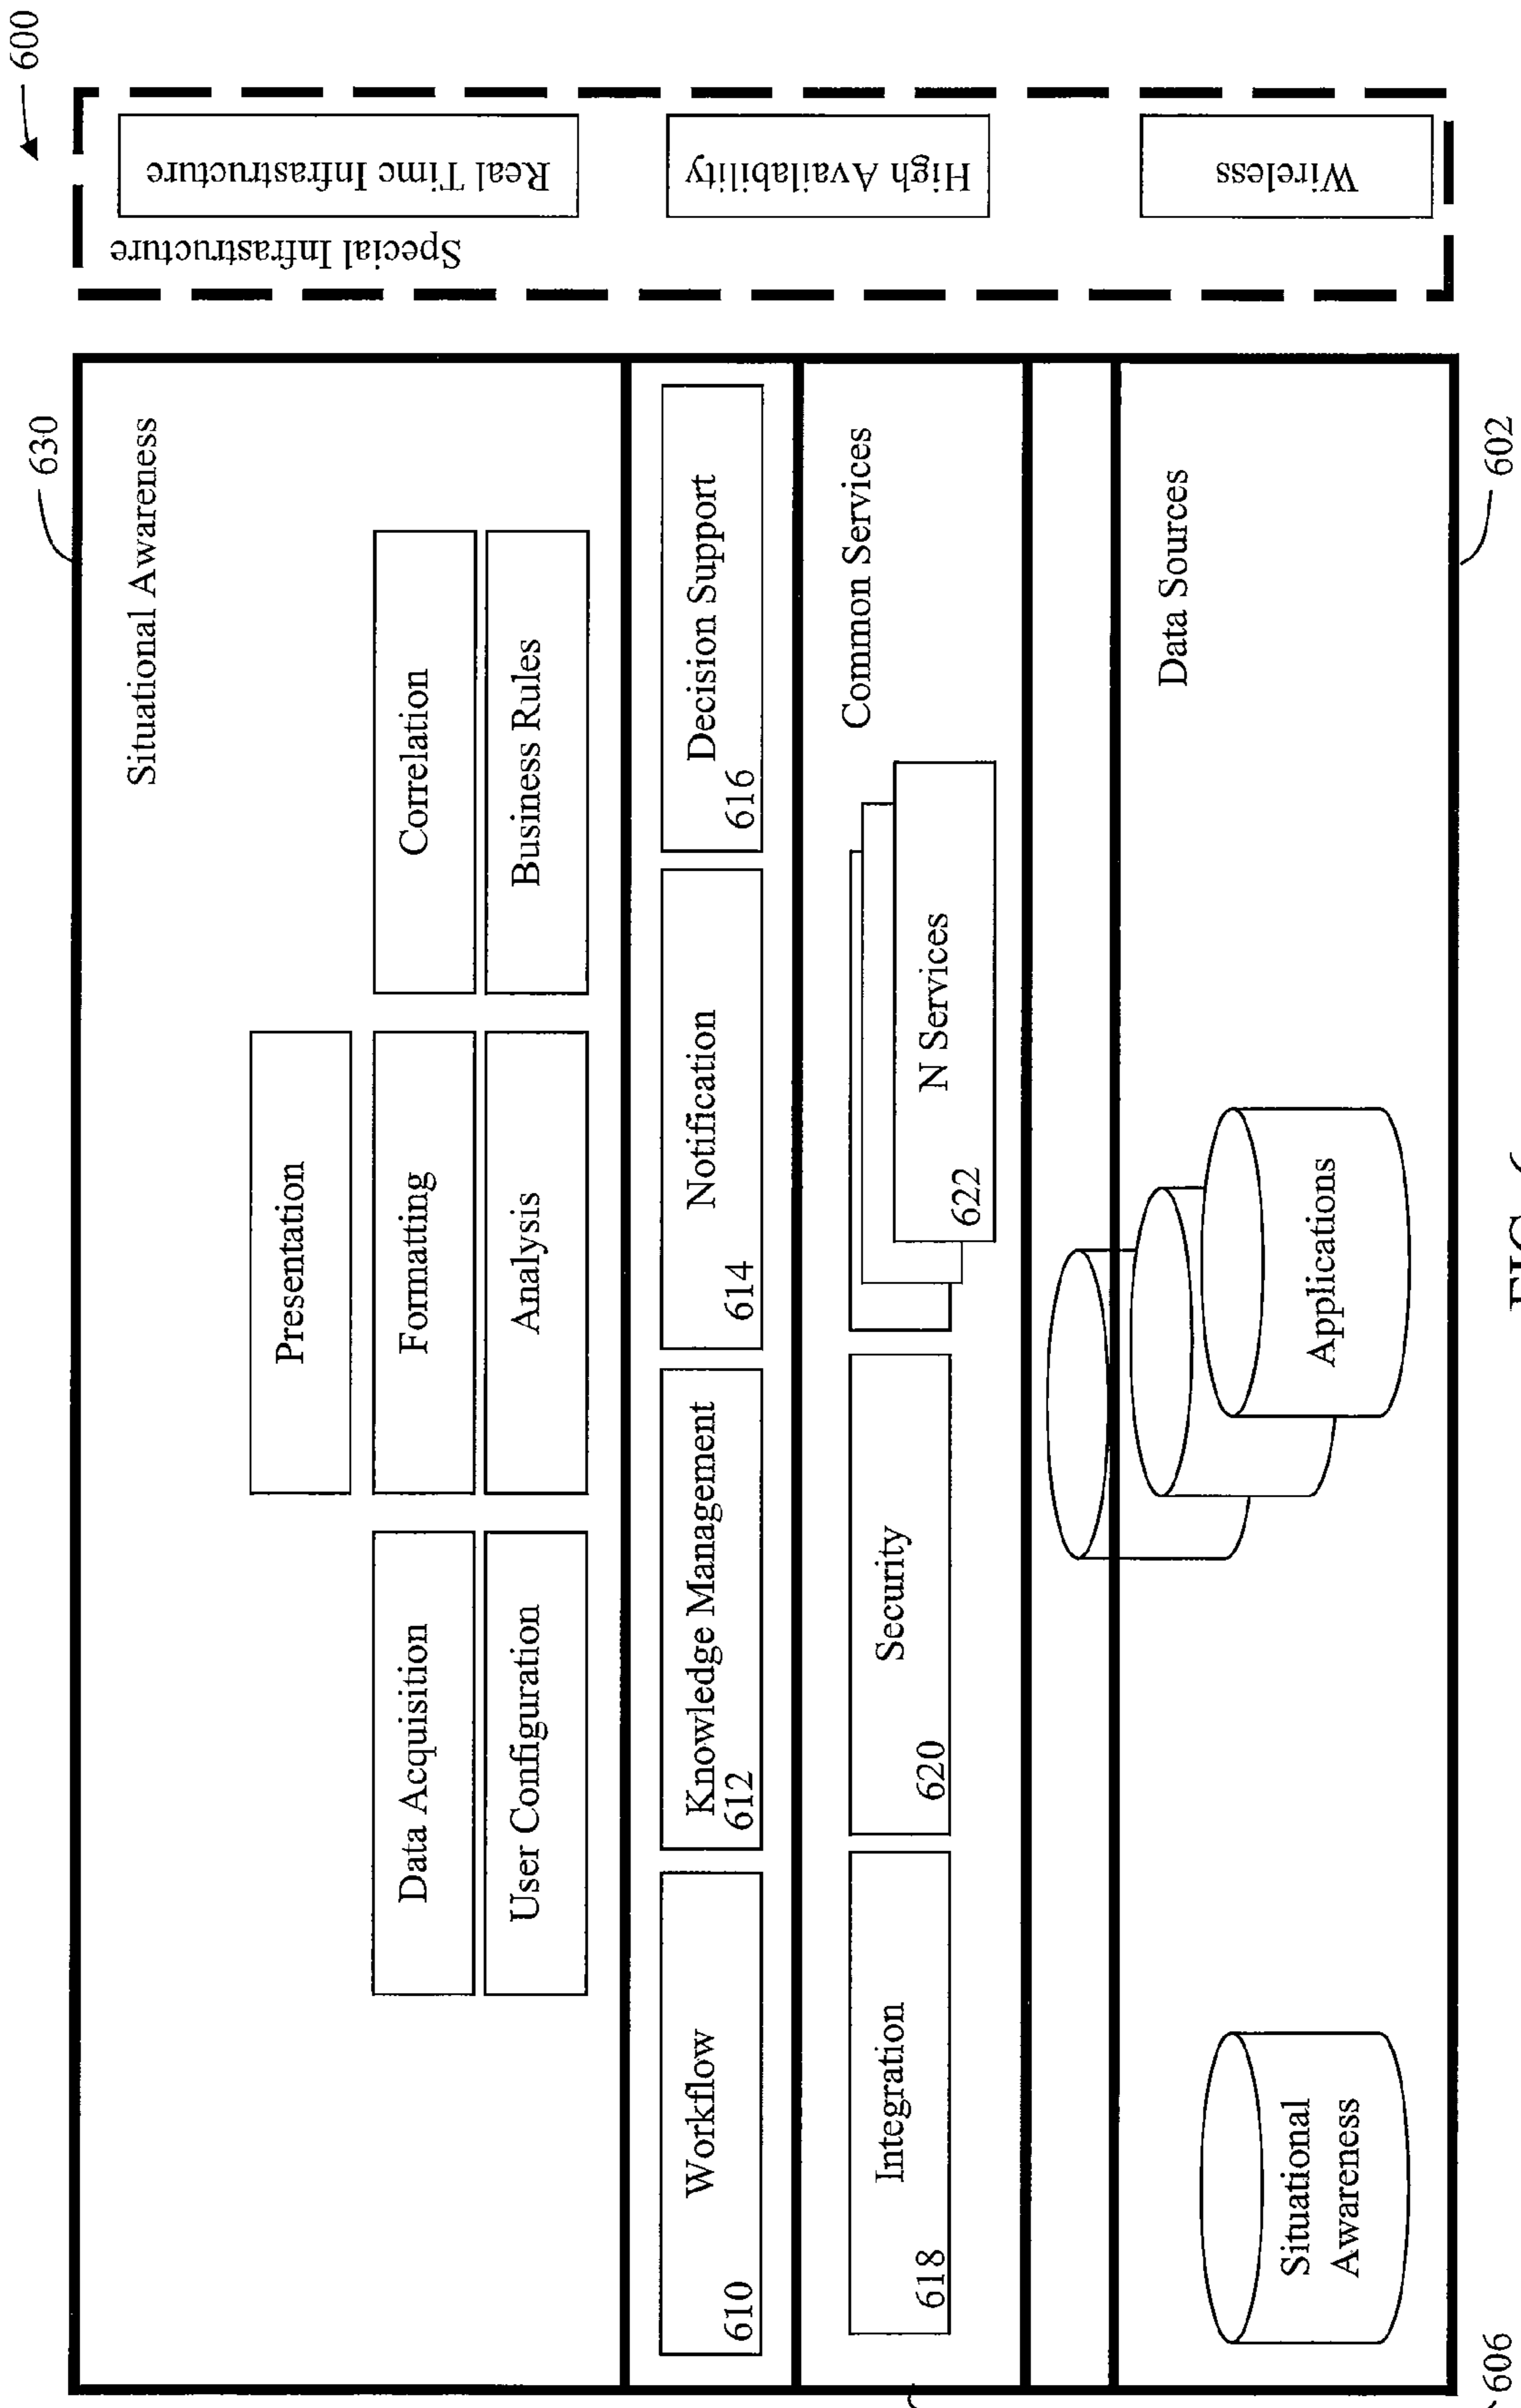 600
630
Situational Awareness
Presentation
Data Acquisition
Formatting
Correlation
User Configuration
Analysis
Business Rules
Workflow
610
Knowledge Management
612
Notification
614
Decision Support
616
Common Services
Integration
618
Security
620
N Services
622
Data Sources
Situational
Awareness
Applications
602
606
Special Infrastructure
Real Time Infrastructure
High Availability
Wireless
FIG.